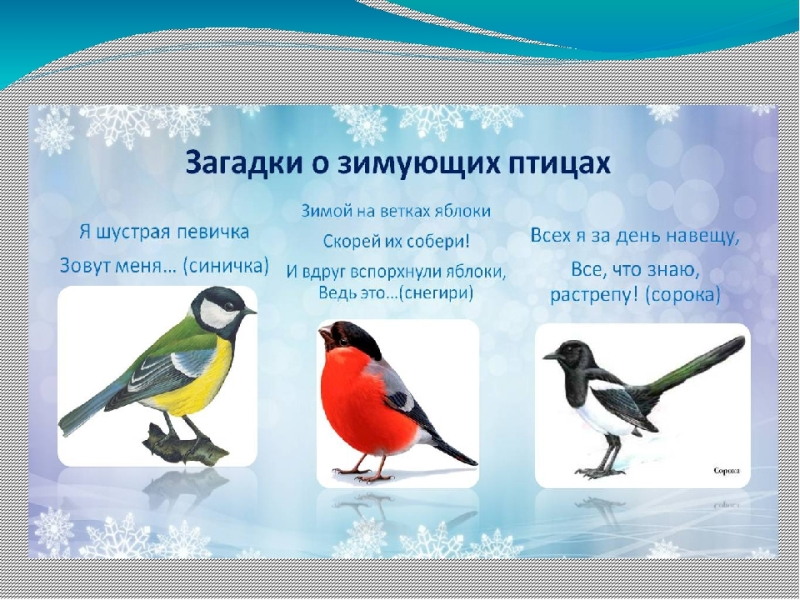 Загадки о зимующих птицах
Я шустрая певичка
Зовут меня... (синичка)
Зимой на ветках яблоки
Скорей их собери!
И вдруг вспорхнули яблоки,
Ведь это...(снегири)
Всех я за день навещу,
Все, что знаю,
растрепу! (сорока)
Сорока